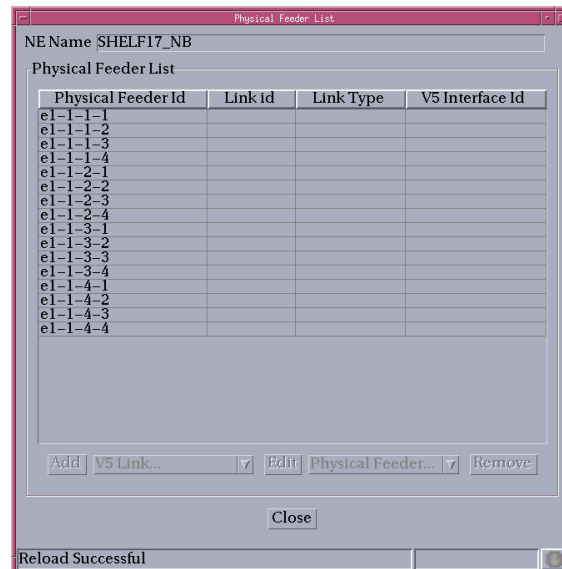 Physical Feeder List
NE Name SHELF17_NB
Physical Feeder List
Physical Feeder Id Link id Link Type V5 Interface Id
e1-1-1-1
e1-1-1-2
e1-1-1-3
e1-1-1-4
e1-1-2-1
e1-1-2-2
e1-1-2-3
e1-1-2-4
e1-1-3-1
e1-1-3-2
e1-1-3-3
e1-1-3-4
e1-1-4-1
e1-1-4-2
e1-1-4-3
e1-1-4-4
Add V5 Link... Edit Physical Feeder... Remove
Close
Reload Successful